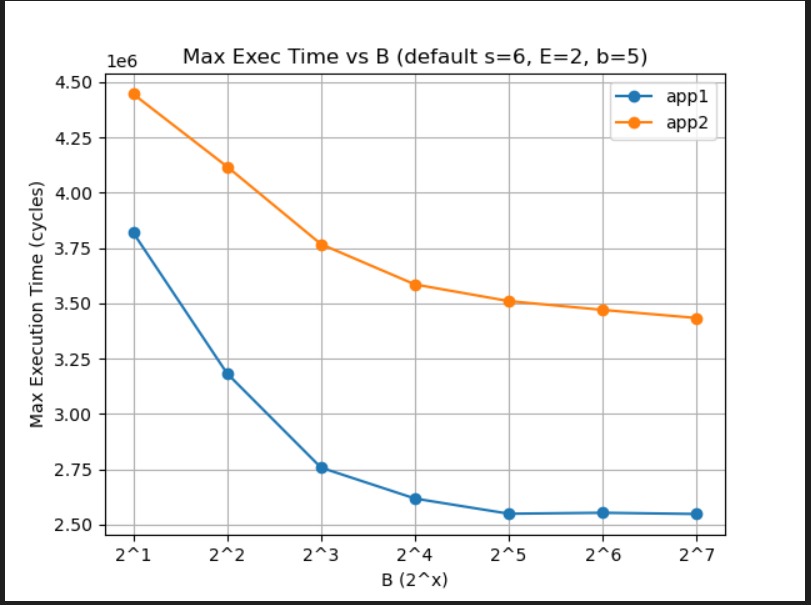 Max Exec Time vs B (default s=6, E=2, b=5)
1e6
4.50
4.25
4.00
3.75
3.50
3.25
3.00
2.75
2.50
Max Execution Time (cycles)
app1
app2
2^1 2^2 2^3 2^4 2^5 2^6 2^7
B (2^x)